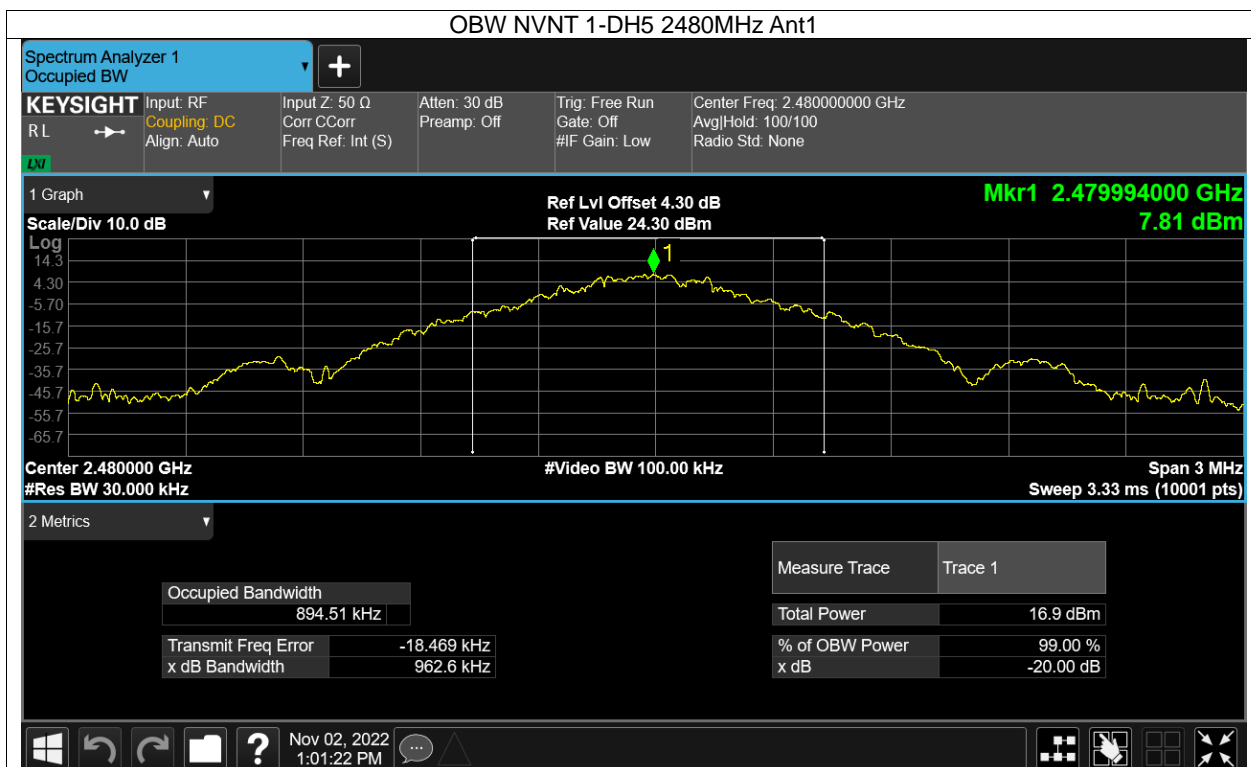 OBW NVNT 1-DH5 2480MHz Ant1
Spectrum Analyzer 1
Occupied BW
KEYSIGHT
R L
LXI
Input: RF
Coupling: DC
Align: Auto
Input Z: 50 Ω
Corr CCorr
Freq Ref: Int (S)
Atten: 30 dB
Preamp: Off
Trig: Free Run
Gate: Off
#IF Gain: Low
Center Freq: 2.480000000 GHz
Avg|Hold: 100/100
Radio Std: None
1 Graph
Scale/Div 10.0 dB
Ref Lvl Offset 4.30 dB
Ref Value 24.30 dBm
Mkr1 2.479994000 GHz
7.81 dBm
Log
1
14.3
4.30
-5.70
-15.7
-25.7
-35.7
-45.7
-55.7
-65.7
Center 2.480000 GHz
#Res BW 30.000 kHz
#Video BW 100.00 kHz
Span 3 MHz
Sweep 3.33 ms (10001 pts)
2 Metrics
Occupied Bandwidth
894.51 kHz
Transmit Freq Error -18.469 kHz
x dB Bandwidth 962.6 kHz
Measure Trace Trace 1
Total Power 16.9 dBm
% of OBW Power 99.00 %
x dB -20.00 dB
Nov 02, 2022
1:01:22 PM